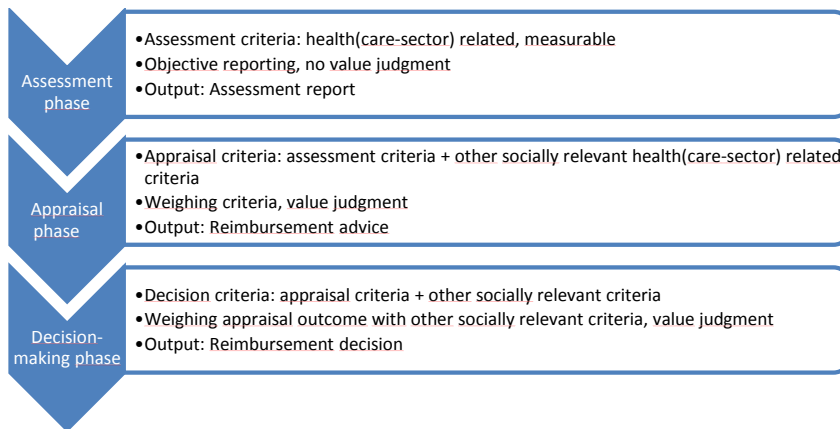 Assessment
phase
•Assessment criteria: health(care-sector) related, measurable
•Objective reporting, no value judgment
•Output: Assessment report
Appraisal
phase
•Appraisal criteria: assessment criteria + other socially relevant health(care-sector) related
criteria
•Weighing criteria, value judgment
•Output: Reimbursement advice
Decision-
making phase
•Decision criteria: appraisal criteria + other socially relevant criteria
•Weighing appraisal outcome with other socially relevant criteria, value judgment
•Output: Reimbursement decision